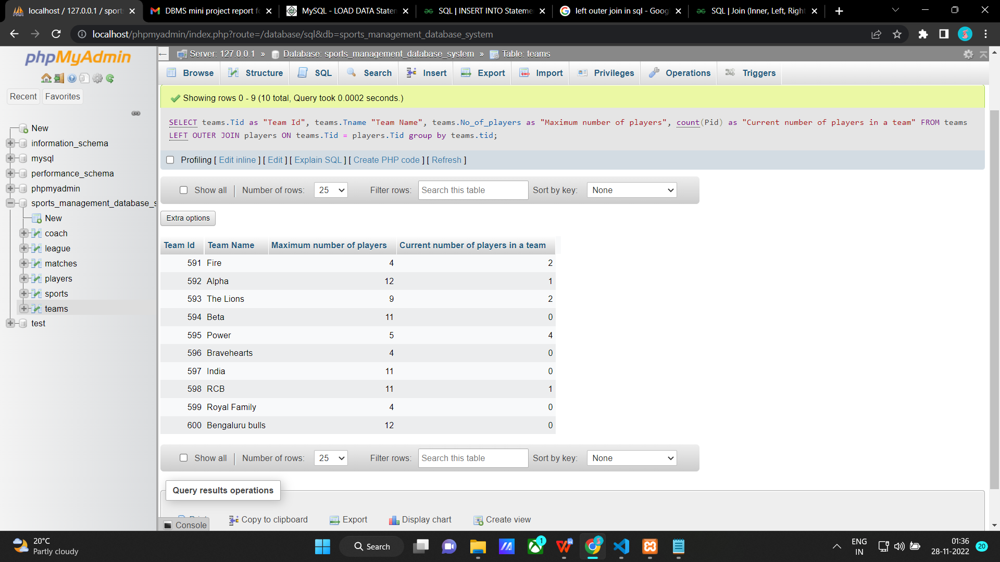 localhost / 127.0.0.1 / sport
DBMS mini project report fo
MySQL - LOAD DATA Staten
SQL | INSERT INTO Stateme
left outer join in sql - Goog
SQL | Join (Inner, Left, Right
localhost/phpmyadmin/index.php?route=/database/sql&db=sports_management_database_system
phpMyAdmin
Recent
Favorites
New
information_schema
mysql
performance_schema
phpmyadmin
sports_management_database_s
New
coach
league
matches
players
sports
teams
test
Server: 127.0.0.1 » Database: sports_management_database_system » Table: teams
Browse
Structure
SQL
Search
Insert
Export
Import
Privileges
Operations
Triggers
Showing rows 0 - 9 (10 total, Query took 0.0002 seconds.)
SELECT teams.Tid as "Team Id", teams.Tname "Team Name", teams.No_of_players as "Maximum number of players", count(Pid) as "Current number of players in a team" FROM teams
LEFT OUTER JOIN players ON teams.Tid = players.Tid group by teams.tid;
Profiling [ Edit inline ] [ Edit ] [ Explain SQL ] [ Create PHP code ] [ Refresh ]
Show all | Number of rows: 25 Filter rows: Search this table Sort by key: None
Extra options
Team Id Team Name Maximum number of players Current number of players in a team
591 Fire 4 2
592 Alpha 12 1
593 The Lions 9 2
594 Beta 11 0
595 Power 5 4
596 Bravehearts 4 0
597 India 11 0
598 RCB 11 1
599 Royal Family 4 0
600 Bengaluru bulls 12 0
Show all | Number of rows: 25 Filter rows: Search this table Sort by key: None
Query results operations
Copy to clipboard
Export
Display chart
Create view
Console
20°C
Partly cloudy
Search
1
ENG
IN
01:36
28-11-2022
20